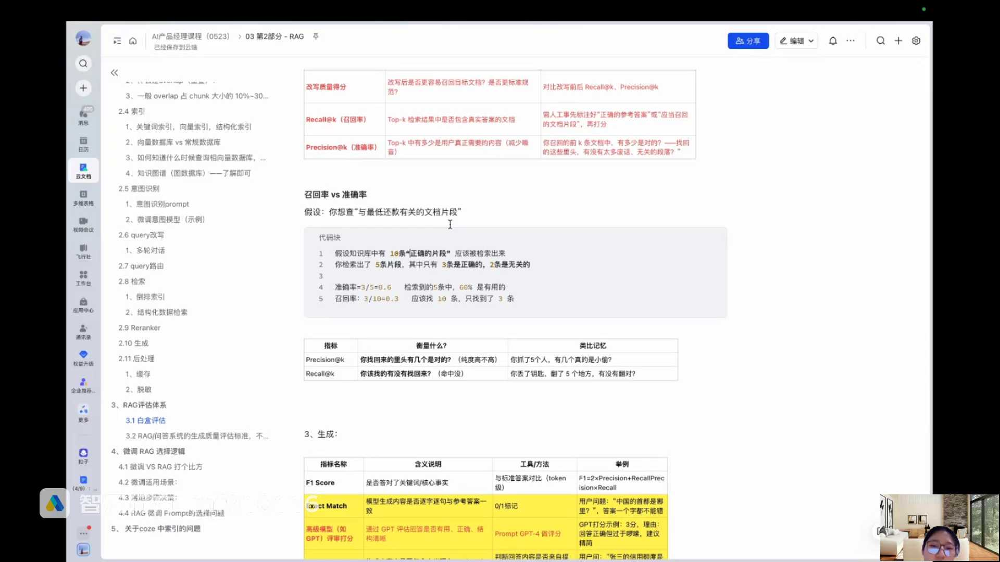 AI产品经理课程（0523） > 03 第2部分 - RAG
已经保存到云端
分享
编辑
499
消息
日历
云文档
多维表格
视频会议
飞行社
工作台
应用中心
通讯录
权益升级
企业推荐...
更多
扣子
(4/9) ： ...
3、一般 overlap 占 chunk 大小的 10%~30...
2.4 索引
1、关键词索引，向量索引，结构化索引
2、向量数据库 vs 常规数据库
3、如何知道什么时候查询相向量数据库，...
4、知识图谱（图数据库）——了解即可
2.5 意图识别
1、意图识别prompt
2、微调意图模型（示例）
2.6 query改写
1、多轮对话
2.7 query路由
2.8 检索
1、倒排索引
2、结构化数据检索
2.9 Reranker
2.10 生成
2.11 后处理
1、缓存
2、脱敏
3、RAG评估体系
3.1 白盒评估
3.2 RAG/问答系统的生成质量评估标准，不...
4、微调 RAG 选择逻辑
4.1 微调 VS RAG 打个比方
4.2 微调适用场景：
4.4 RAG 微调 Prompt的选择问题
5、 关于coze 中索引的问题
改写质量得分
改写后是否更容易召回目标文档？是否更标准规
范？
对比改写前后 Recall@k、Precision@k
Recall@k（召回率）
Top-k 检索结果中是否包含真实答案的文档
需人工事先标注好“正确的参考答案”或“应当召回
的文档片段”，再打分
Precision@k（准确率）
Top-k 中有多少是用户真正需要的内容（减少噪
音）
你召回的前 k 条文档中，有多少是对的？——找回
的这些里头，有没有太多废话、无关的段落？”
召回率 vs 准确率
假设：你想查“与最低还款有关的文档片段”
代码块
1 假设知识库中有 10条“正确的片段” 应该被检索出来
2 你检索出了 5条片段，其中只有 3条是正确的，2条是无关的
3
4 准确率=3/5=0.6 检索到的5条中，60% 是有用的
5 召回率：3/10=0.3 应该找 10 条，只找到了 3 条
指标 衡量什么？ 类比记忆
Precision@k 你找回来的里头有几个是对的？（纯度高不高） 你抓了5个人，有几个真的是小偷？
Recall@k 你该找的有没有找回来？（命中没） 你丢了钥匙、翻了 5 个地方，有没有翻对？
3、生成：
指标名称 含义说明 工具/方法 举例
F1 Score
是否答对了关键词/核心事实
与标准答案对比（token
级）
F1=2×Precision+RecallPrec
ision×Recall
Exact Match
模型生成内容是否逐字逐句与参考答案一
致
0/1标记
用户问题：“中国的首都是哪
里？”，答案一个字都不能错
高级模型（如
GPT）评审打分
通过 GPT 评估回答是否有用、正确、结
构清晰
Prompt GPT-4 做评分
GPT打分示例：3分，理由：
回答正确但过于啰嗦，建议
精简
判断回答内容是否来自提
用户问：“张三的信用额度是